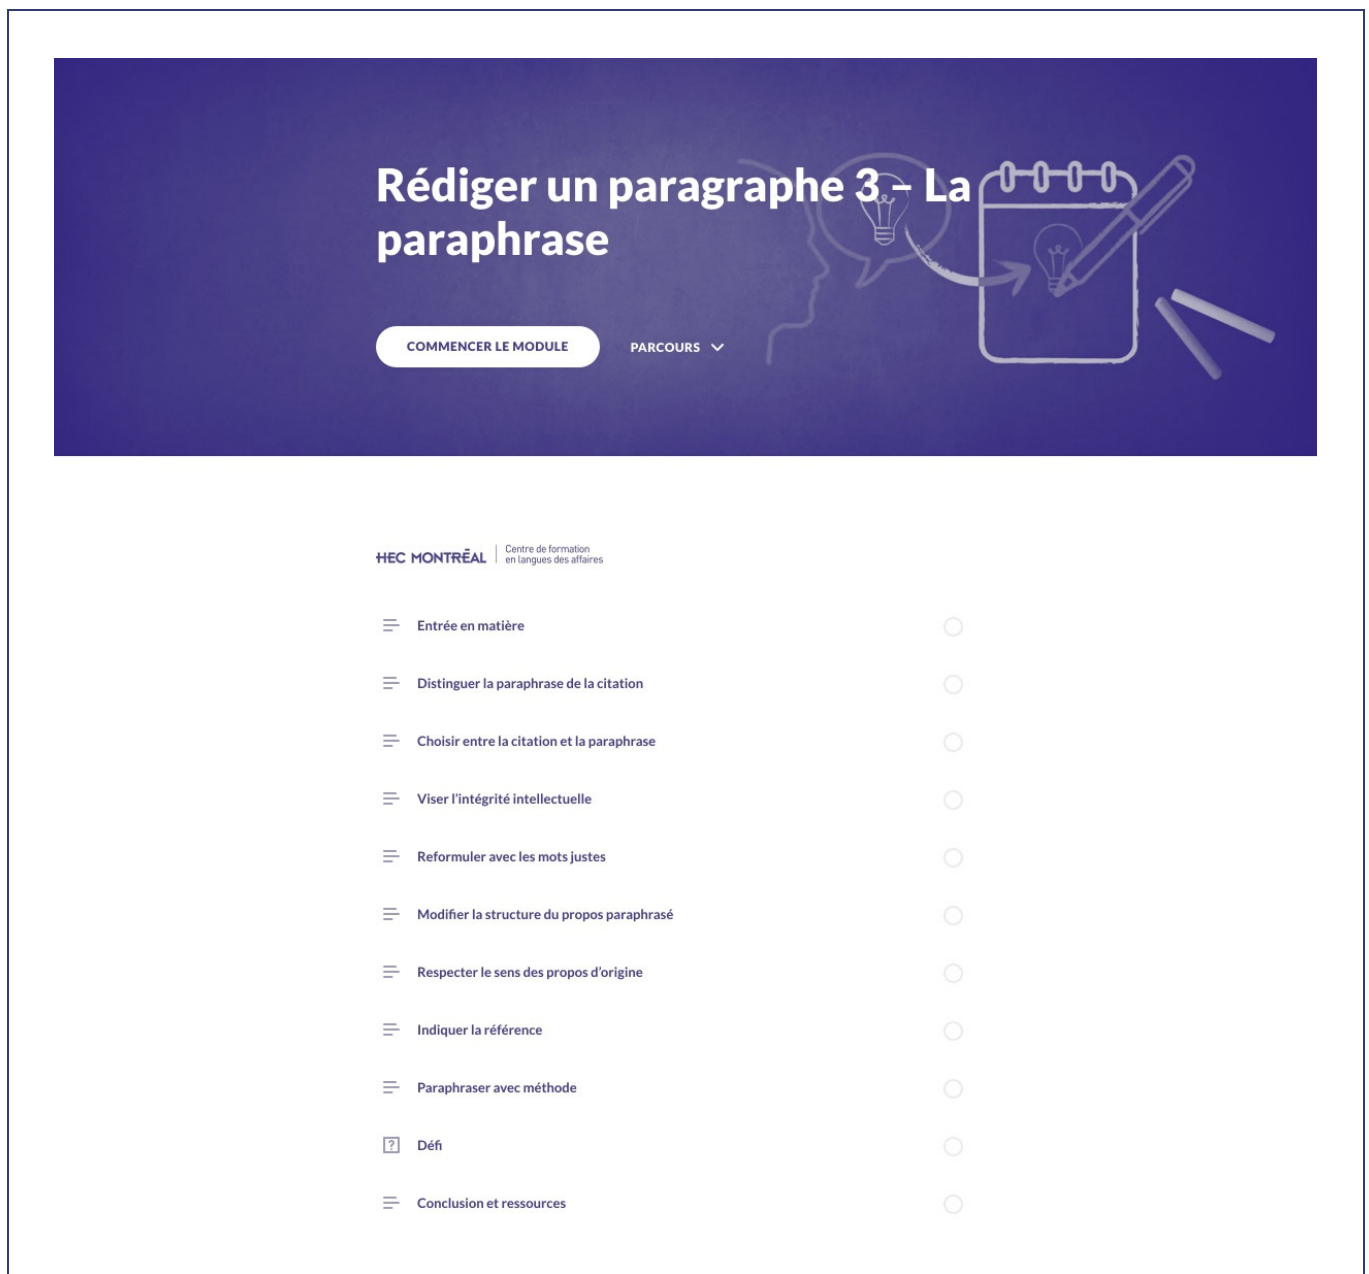 Rédiger un paragraphe 3 – La
paraphrase
COMMENCER LE MODULE
PARCOURS
HEC MONTRÉAL
Centre de formation
en langues des affaires
Entrée en matière
Distinguer la paraphrase de la citation
Choisir entre la citation et la paraphrase
Viser l’intégrité intellectuelle
Reformuler avec les mots justes
Modifier la structure du propos paraphrasé
Respecter le sens des propos d’origine
Indiquer la référence
Paraphraser avec méthode
? Défi
Conclusion et ressources